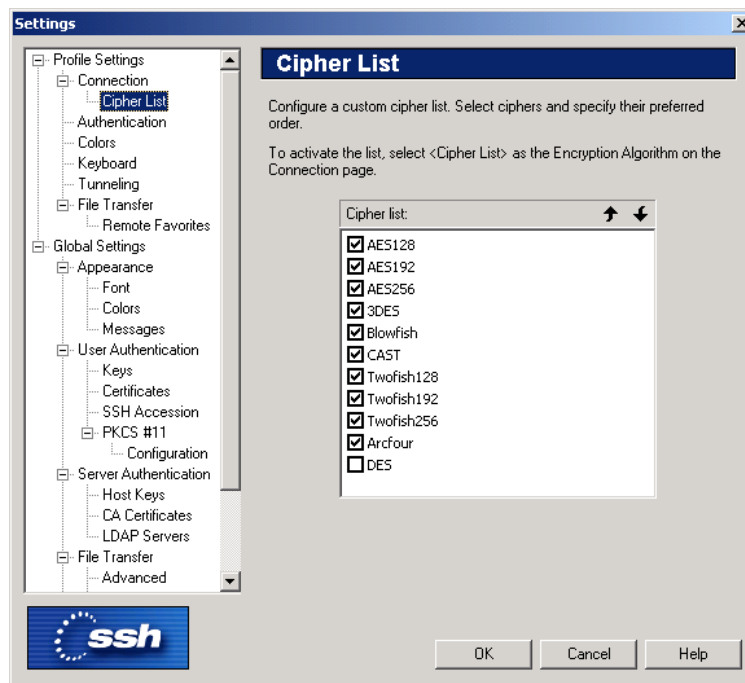 Settings
Profile Settings
Connection
Cipher List
Authentication
Colors
Keyboard
Tunneling
File Transfer
Remote Favorites
Global Settings
Appearance
Font
Colors
Messages
User Authentication
Keys
Certificates
SSH Accession
PKCS #11
Configuration
Server Authentication
Host Keys
CA Certificates
LDAP Servers
File Transfer
Advanced
ssh
Cipher List
Configure a custom cipher list. Select ciphers and specify their preferred
order.
To activate the list, select <Cipher List> as the Encryption Algorithm on the
Connection page.
Cipher list:
AES128
AES192
AES256
3DES
Blowfish
CAST
Twofish128
Twofish192
Twofish256
Arcfour
DES
OK
Cancel
Help